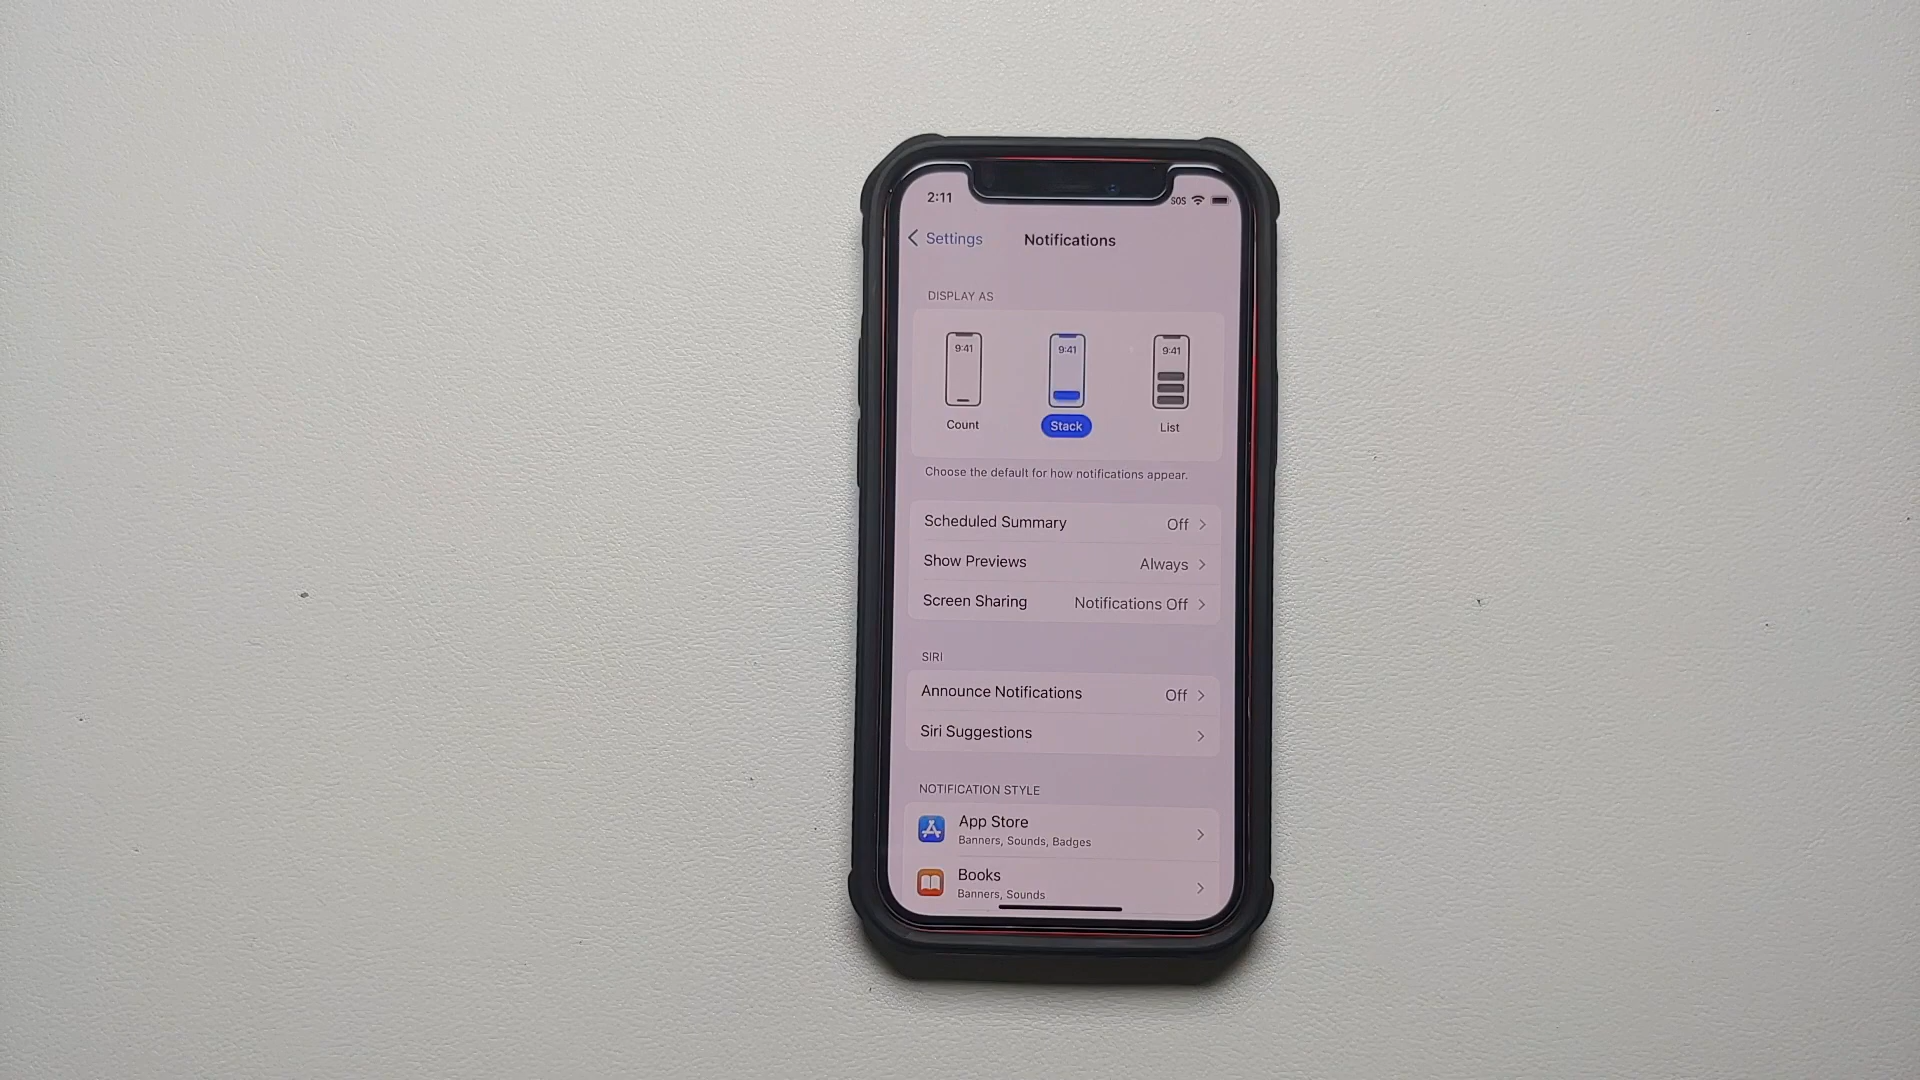 2:11 SOS
Settings Notifications
DISPLAY AS
9:41 9:41 9:41
Count Stack List
Choose the default for how notifications appear.
Scheduled Summary Off
Show Previews Always
Screen Sharing Notifications Off
SIRI
Announce Notifications Off
Siri Suggestions
NOTIFICATION STYLE
App Store
Banners, Sounds, Badges
Books
Banners, Sounds